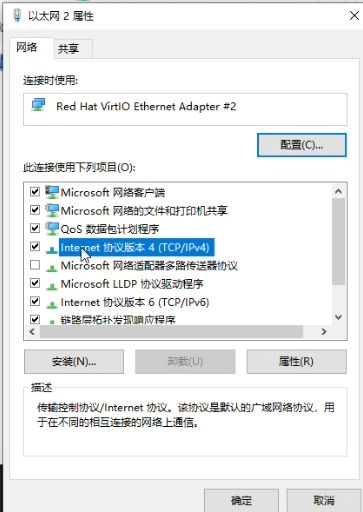 以太网 2 属性
网络
共享
连接时使用:
Red Hat VirtIO Ethernet Adapter #2
配置(C)...
此连接使用下列项目(O):
Microsoft 网络客户端
Microsoft 网络的文件和打印机共享
QoS 数据包计划程序
Internet 协议版本 4 (TCP/IPv4)
Microsoft 网络适配器多路传送器协议
Microsoft LLDP 协议驱动程序
Internet 协议版本 6 (TCP/IPv6)
链路层拓扑发现响应程序
安装(N)...
卸载(U)
属性(R)
描述
传输控制协议/Internet 协议。该协议是默认的广域网络协议，用
于在不同的相互连接的网络上通信。
确定
取消